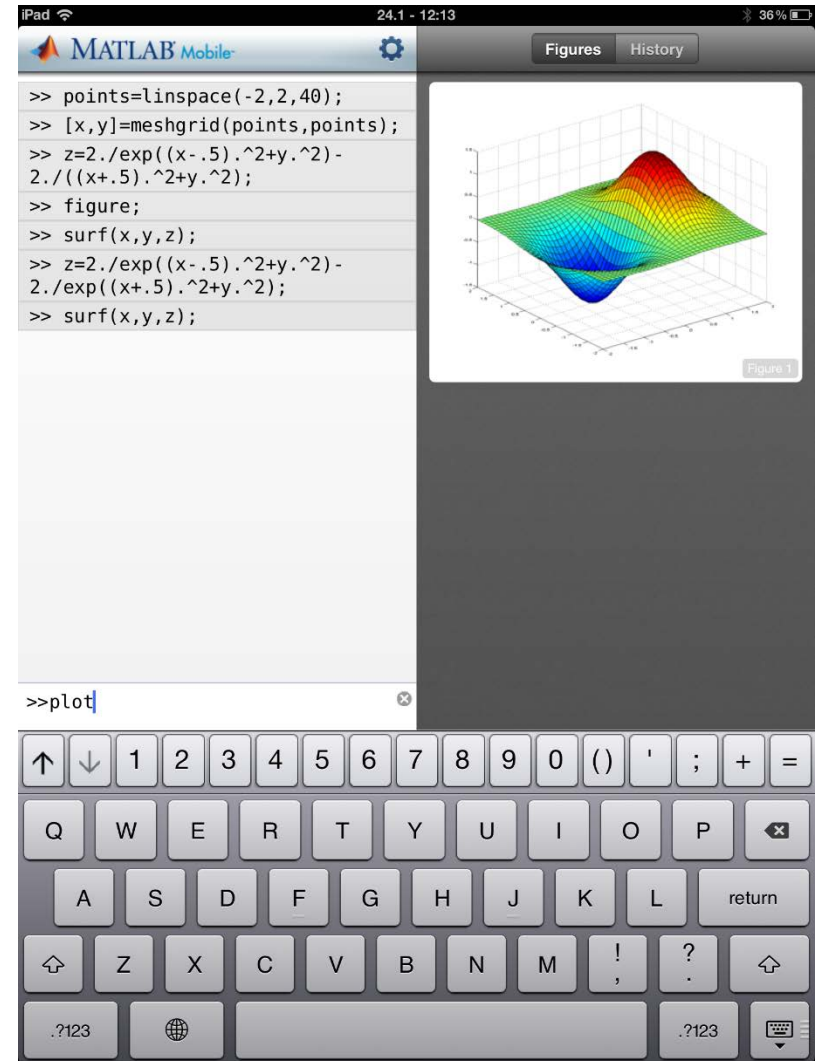 iPad 24.1 - 12:13 36%
MATLAB® Mobile™
Figures History
>> points=linspace(-2,2,40);
>> [x,y]=meshgrid(points,points);
>> z=2./exp((x-.5).^2+y.^2)-
2./((x+.5).^2+y.^2);
>> figure;
>> surf(x,y,z);
>> z=2./exp((x-.5).^2+y.^2)-
2./exp((x+.5).^2+y.^2);
>> surf(x,y,z);
Figure 1
>>plot
1 2 3 4 5 6 7 8 9 0 () ' ; + =
Q W E R T Y U I O P
A S D F G H J K L return
Z X C V B N M ! , ? .
.?123 .?123